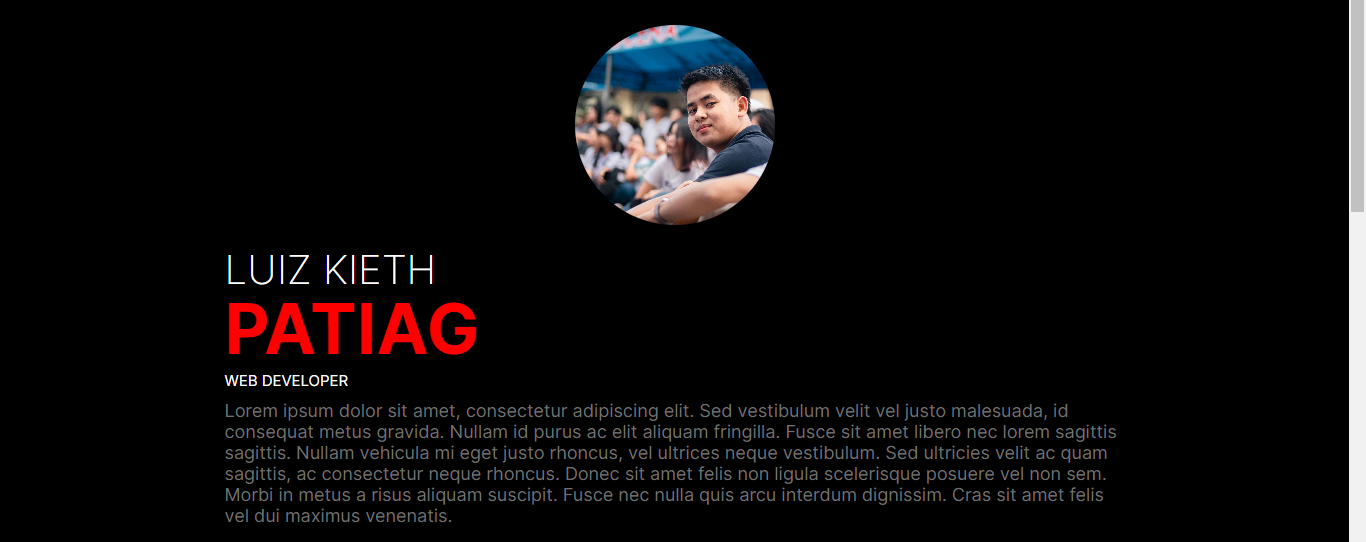 LUIZ KIETH
PATIAG
WEB DEVELOPER
Lorem ipsum dolor sit amet, consectetur adipiscing elit. Sed vestibulum velit vel justo malesuada, id
consequat metus gravida. Nullam id purus ac elit aliquam fringilla. Fusce sit amet libero nec lorem sagittis
sagittis. Nullam vehicula mi eget justo rhoncus, vel ultrices neque vestibulum. Sed ultricies velit ac quam
sagittis, ac consectetur neque rhoncus. Donec sit amet felis non ligula scelerisque posuere vel non sem.
Morbi in metus a risus aliquam suscipit. Fusce nec nulla quis arcu interdum dignissim. Cras sit amet felis
vel dui maximus venenatis.